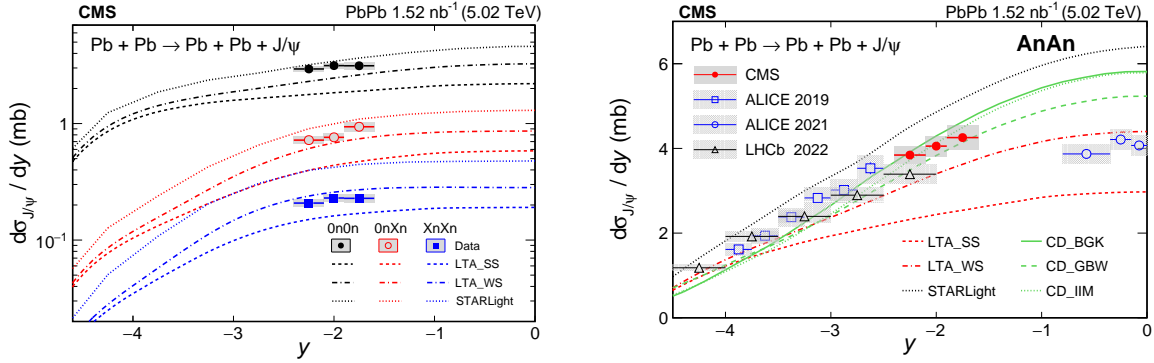 CMS
PbPb 1.52 nb⁻¹ (5.02 TeV)
Pb + Pb → Pb + Pb + J/ψ
dσ_J/ψ / dy (mb)
1
10⁻¹
0n0n 0nXn XnXn
Data
LTA_SS
LTA_WS
STARLight
−4 −3 −2 −1 0
y
CMS
PbPb 1.52 nb⁻¹ (5.02 TeV)
Pb + Pb → Pb + Pb + J/ψ
AnAn
CMS
ALICE 2019
ALICE 2021
LHCb 2022
dσ_J/ψ / dy (mb)
6
4
2
0
LTA_SS
LTA_WS
STARLight
CD_BGK
CD_GBW
CD_IIM
−4 −3 −2 −1 0
y